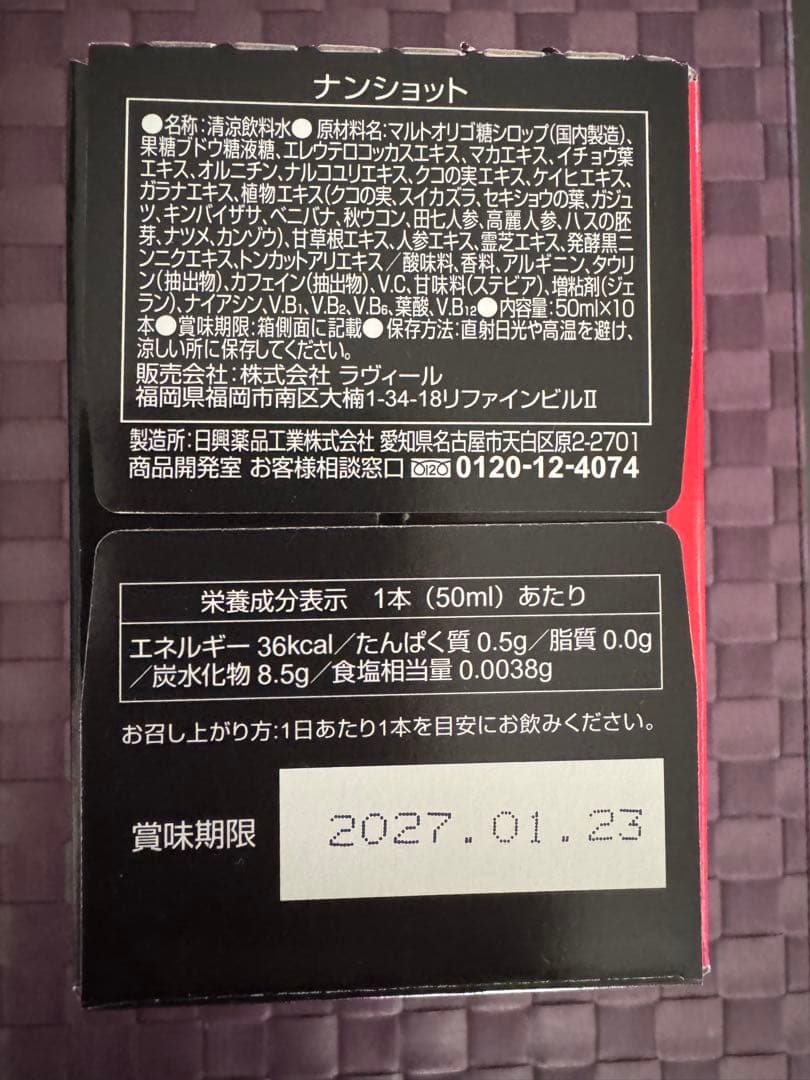 ナンショット
●名称:清涼飲料水● 原材料名:マルトオリゴ糖シロップ(国内製造)、
果糖ブドウ糖液糖、エレウテロコッカスエキス、マカエキス、イチョウ葉
エキス、オルニチン、ナルコユリエキス、クコの実エキス、ケイヒエキス、
ガラナエキス、植物エキス(クコの実、スイカズラ、セキショウの葉、ガジュ
ツ、キンバイザサ、ベニバナ、秋ウコン、田七人参、高麗人参、ハスの胚
芽、ナツメ、カンゾウ)、甘草根エキス、人参エキス、霊芝エキス、発酵黒ニ
ンニクエキス、トンカットアリエキス/酸味料、香料、アルギニン、タウ
リン(抽出物)、カフェイン(抽出物)、V.C、甘味料(ステビア)、増粘剤(ジェ
ラン)、ナイアシン、V.B₁、V.B₂、V.B₆、葉酸、V.B₁₂●内容量:50ml×10
本●賞味期限:箱側面に記載● 保存方法:直射日光や高温を避け、
涼しい所に保存してください。
販売会社:株式会社 ラヴィール
福岡県福岡市南区大楠1-34-18リファインビルⅡ
製造所:日興薬品工業株式会社 愛知県名古屋市天白区原2-2701
商品開発室 お客様相談窓口 0120 0120-12-4074
栄養成分表示 1本(50ml)あたり
エネルギー 36kcal/たんぱく質 0.5g/脂質 0.0g
/炭水化物 8.5g/食塩相当量 0.0038g
お召し上がり方:1日あたり1本を目安にお飲みください。
賞味期限 2027.01.23